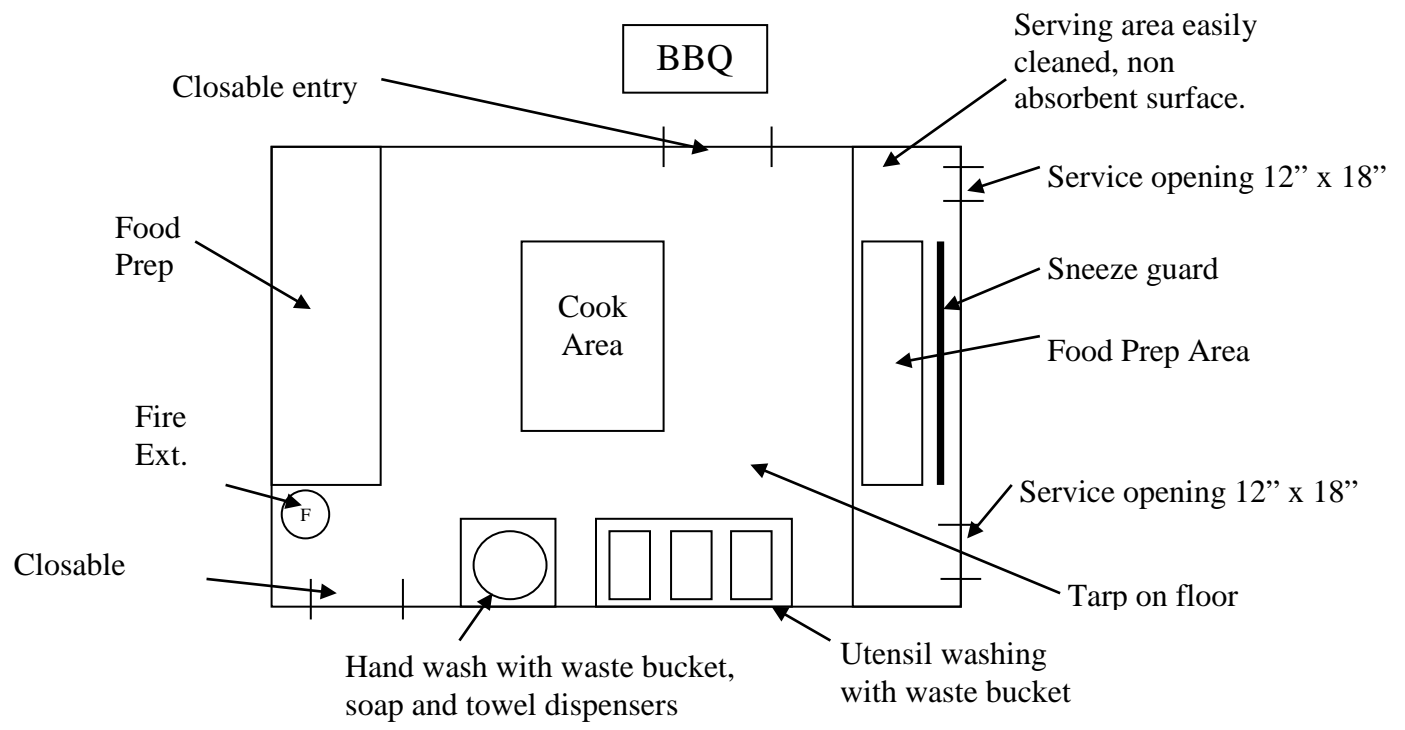 BBQ
Closable entry
Serving area easily
cleaned, non
absorbent surface.
Service opening 12” x 18”
Food
Prep
Sneeze guard
Cook
Area
Food Prep Area
Fire
Ext.
F
Service opening 12” x 18”
Closable
Tarp on floor
Hand wash with waste bucket,
soap and towel dispensers
Utensil washing
with waste bucket